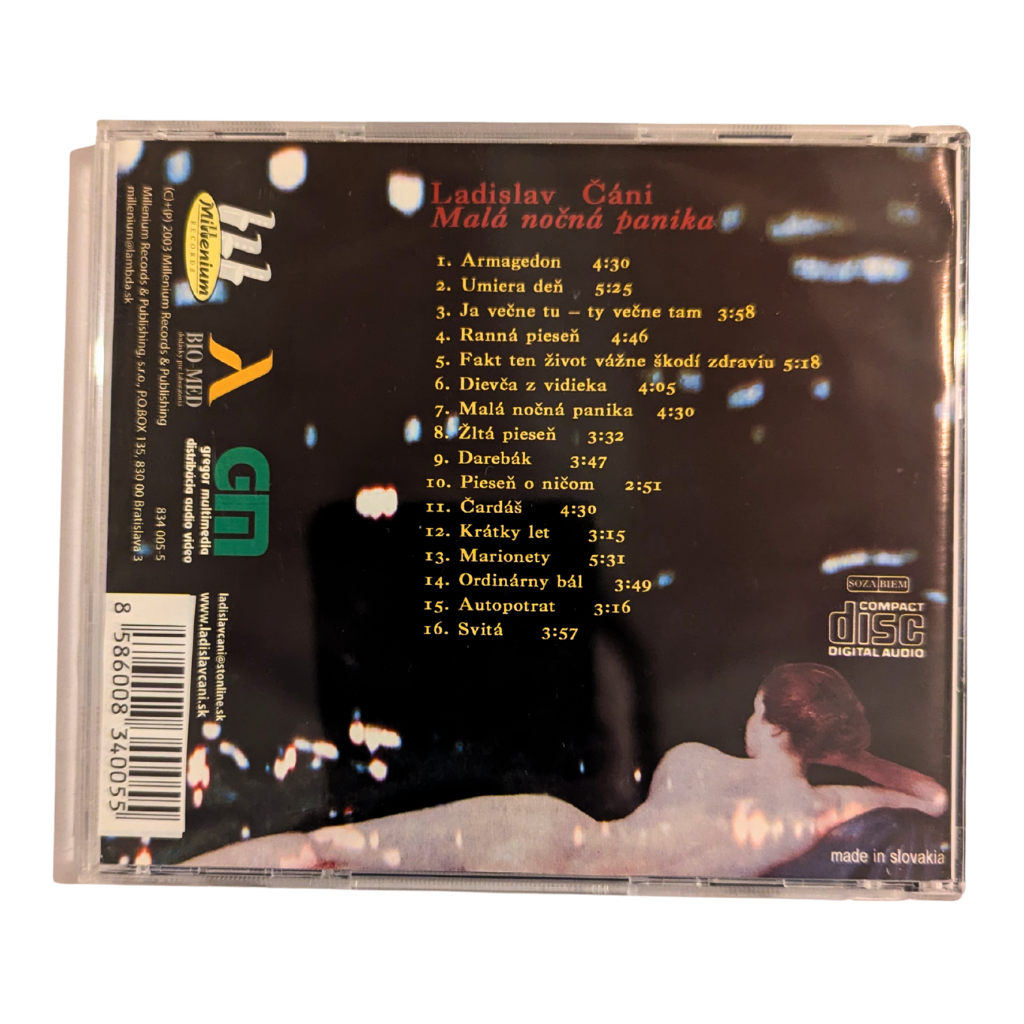 Ladislav Čáni
Malá nočná panika
1. Armagedon 4:30
2. Umiera deň 5:25
3. Ja večne tu – ty večne tam 3:58
4. Ranná pieseň 4:46
5. Fakt ten život vážne škodí zdraviu 5:18
6. Dievča z vidieka 4:05
7. Malá nočná panika 4:30
8. Žltá pieseň 3:32
9. Darebák 3:47
10. Pieseň o ničom 2:51
11. Čardáš 4:30
12. Krátky let 3:15
13. Marionety 5:31
14. Ordinárny bál 3:49
15. Autopotrat 3:16
16. Svitá 3:57
SOZA BIEM
COMPACT
disc
DIGITAL AUDIO
made in slovakia
Millenium
RECORDS
(C)+(P) 2003 Millenium Records & Publishing
Millenium Records & Publishing, s.r.o., P.O.BOX 135, 830 00 Bratislava 3
millenium@lambda.sk
BIO-MED
834 005-5
GM
gregor multimedia
distribúcia audio video
ladislavcani@stonline.sk
www.ladislavcani.sk
8 586008 340055